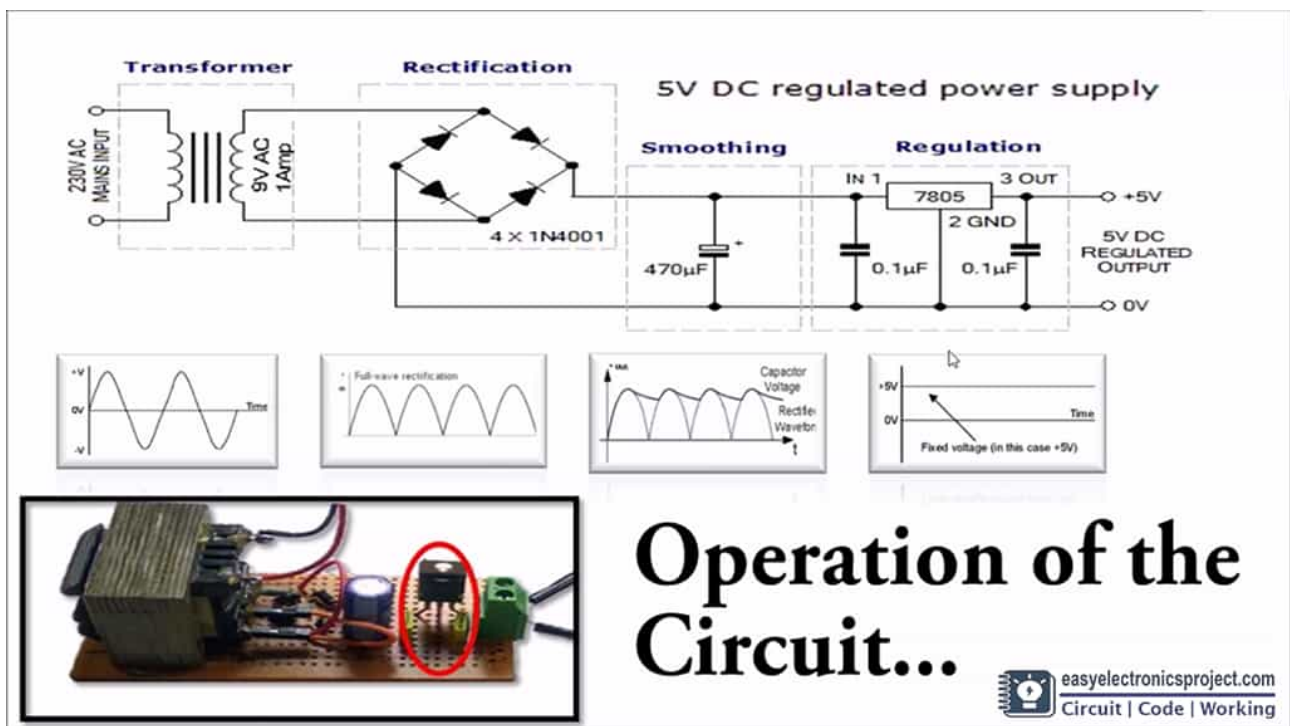 Transformer
Rectification
5V DC regulated power supply
Smoothing
Regulation
230V AC
MAINS INPUT
9V AC
1Amp
4 X 1N4001
470µF
+
IN 1
7805
3 OUT
2 GND
0.1µF
0.1µF
+5V
5V DC
REGULATED
OUTPUT
0V
+V
0V
-V
Time
Full-wave rectification
Capacitor
Voltage
Rectifie
Wavefor
t
+5V
0V
Time
Fixed voltage (in this case +5V)
Operation of the
Circuit...
easyelectronicsproject.com
Circuit | Code | Working